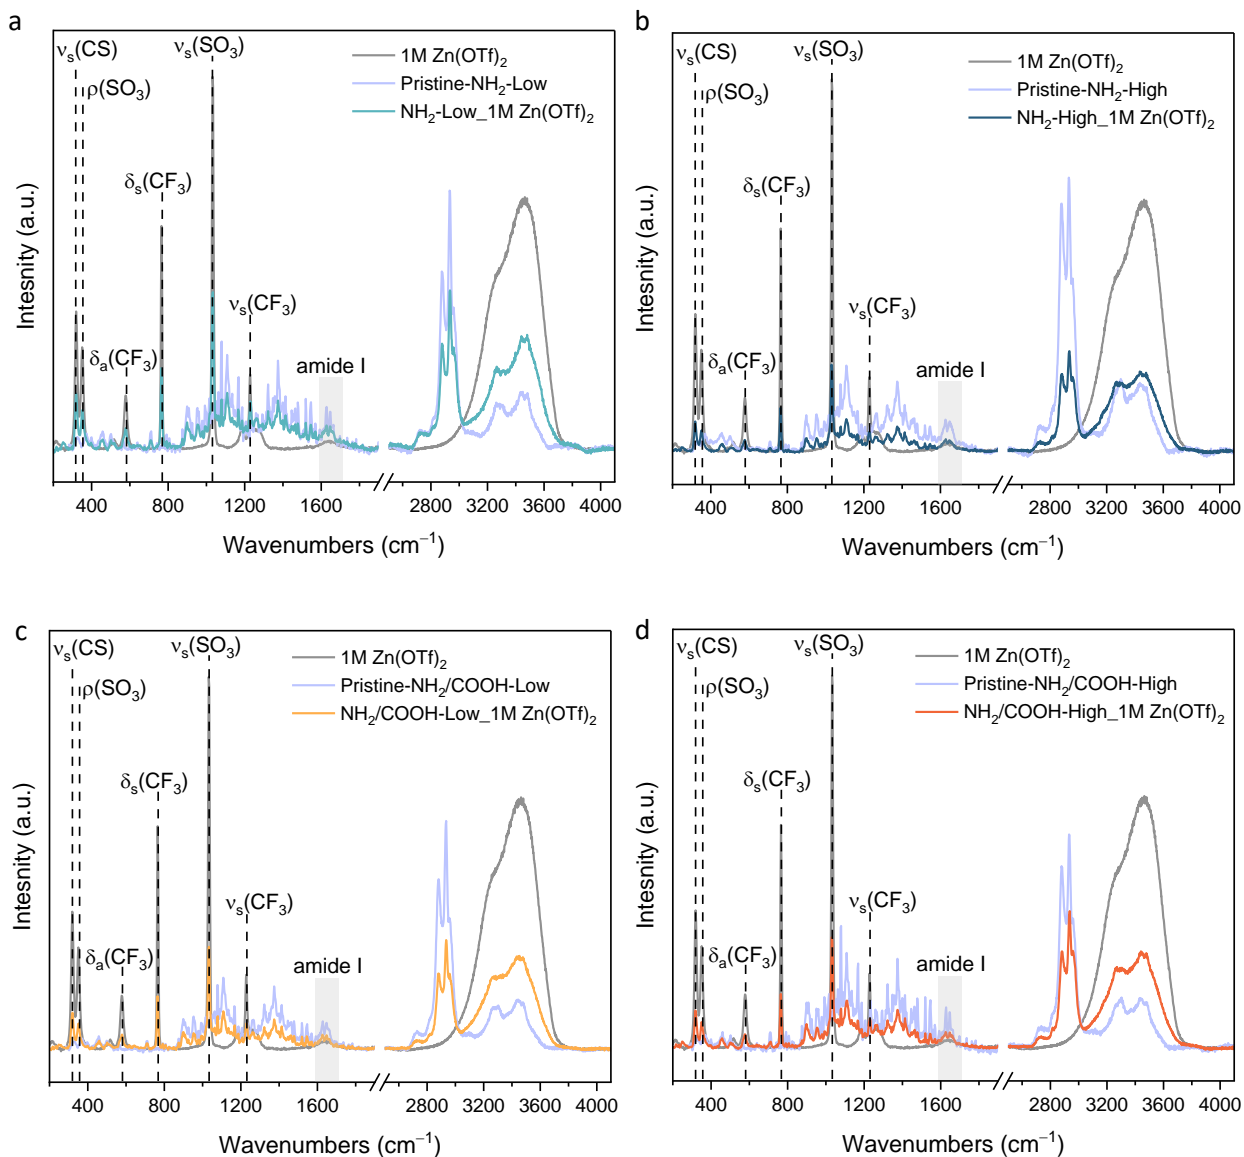 a
νs(CS)
νs(SO3)
ρ(SO3)
1M Zn(OTf)2
Pristine-NH2-Low
NH2-Low_1M Zn(OTf)2
δs(CF3)
νs(CF3)
δa(CF3)
amide I
Intesnity (a.u.)
400 800 1200 1600 2800 3200 3600 4000
Wavenumbers (cm−1)
b
νs(CS)
νs(SO3)
ρ(SO3)
1M Zn(OTf)2
Pristine-NH2-High
NH2-High_1M Zn(OTf)2
δs(CF3)
νs(CF3)
δa(CF3)
amide I
Intesnity (a.u.)
400 800 1200 1600 2800 3200 3600 4000
Wavenumbers (cm−1)
c
νs(CS)
νs(SO3)
ρ(SO3)
1M Zn(OTf)2
Pristine-NH2/COOH-Low
NH2/COOH-Low_1M Zn(OTf)2
δs(CF3)
νs(CF3)
δa(CF3)
amide I
Intesnity (a.u.)
400 800 1200 1600 2800 3200 3600 4000
Wavenumbers (cm−1)
d
νs(CS)
νs(SO3)
ρ(SO3)
1M Zn(OTf)2
Pristine-NH2/COOH-High
NH2/COOH-High_1M Zn(OTf)2
δs(CF3)
νs(CF3)
δa(CF3)
amide I
Intesnity (a.u.)
400 800 1200 1600 2800 3200 3600 4000
Wavenumbers (cm−1)